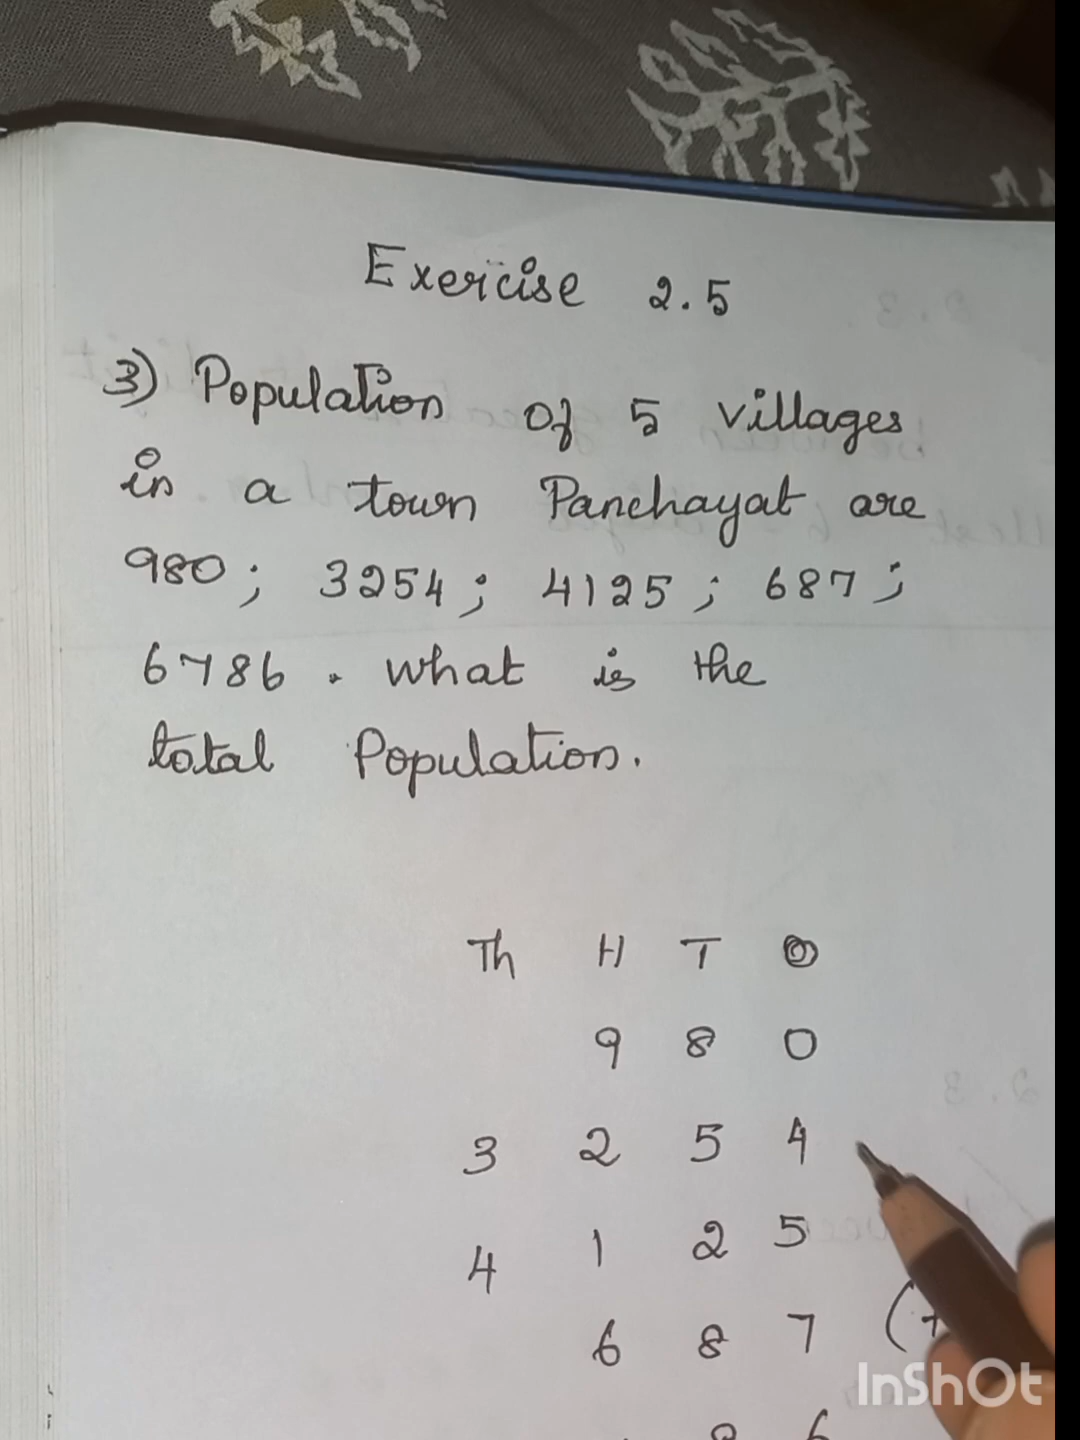 Exercise 2.5
3) Population of 5 villages
in a town Panchayat are
980; 3254; 4125; 687;
6786. what is the
total Population.
Th H T O
9 8 0
3 2 5 4
4 1 2 5
6 8 7 (+
8 6
InShOt